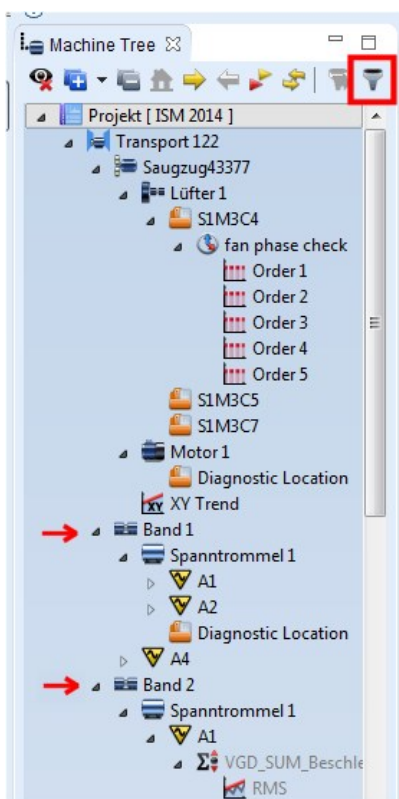 Machine Tree
Projekt [ ISM 2014 ]
Transport 122
Saugzug43377
Lüfter 1
S1M3C4
fan phase check
Order 1
Order 2
Order 3
Order 4
Order 5
S1M3C5
S1M3C7
Motor 1
Diagnostic Location
XY XY Trend
Band 1
Spanntrommel 1
A1
A2
Diagnostic Location
A4
Band 2
Spanntrommel 1
A1
Σ VGD_SUM_Beschle
RMS